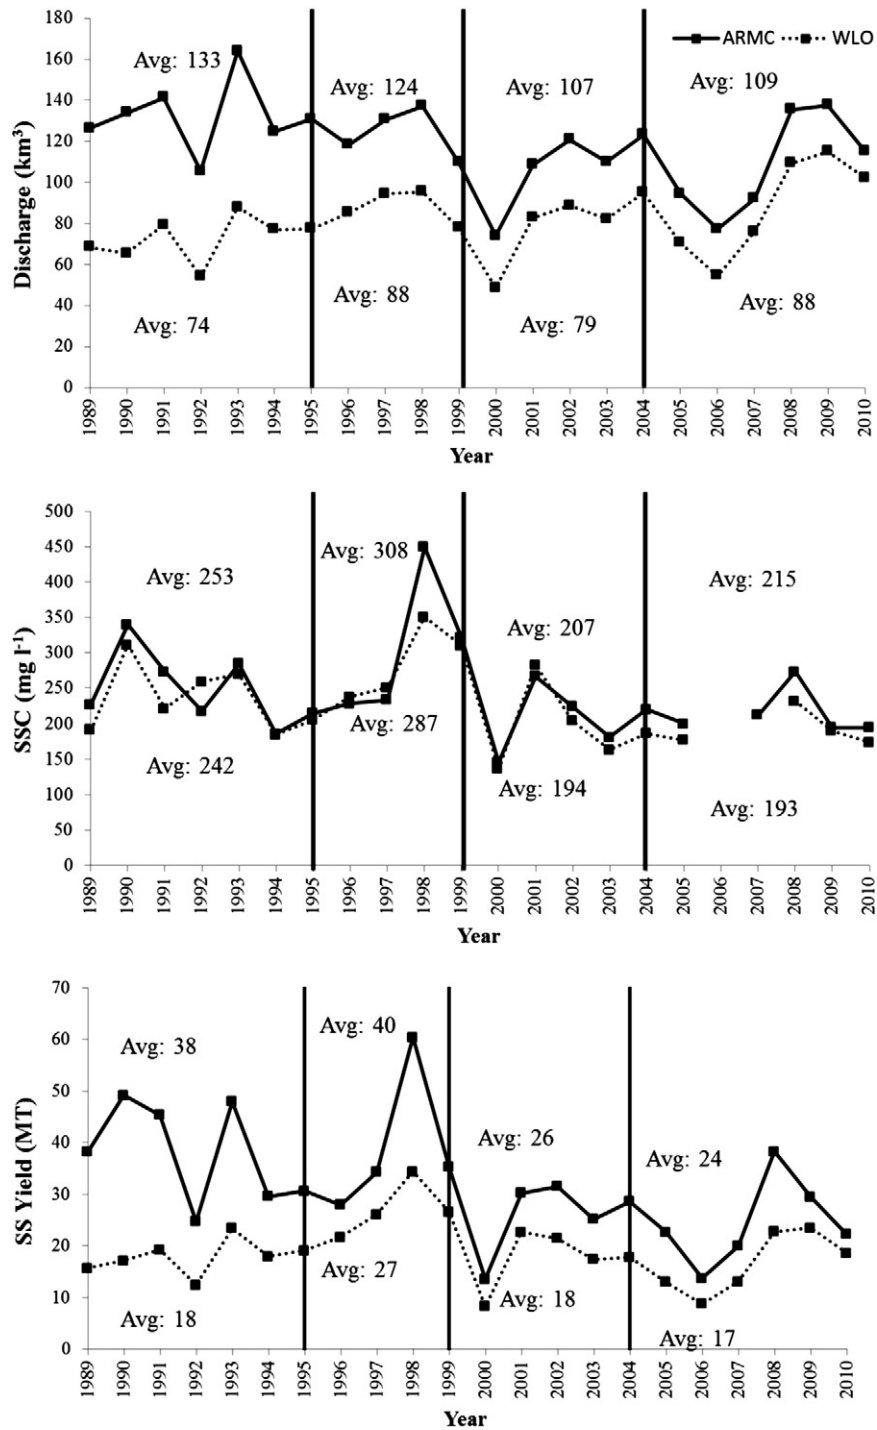 180
160
140
120
100
80
60
40
20
0
Discharge (km³)
ARMC WLO
Avg: 133
Avg: 124
Avg: 107
Avg: 109
Avg: 74
Avg: 88
Avg: 79
Avg: 88
1989 1990 1991 1992 1993 1994 1995 1996 1997 1998 1999 2000 2001 2002 2003 2004 2005 2006 2007 2008 2009 2010
Year
500
450
400
350
300
250
200
150
100
50
0
SSC (mg l⁻¹)
Avg: 253
Avg: 308
Avg: 207
Avg: 215
Avg: 242
Avg: 287
Avg: 194
Avg: 193
1989 1990 1991 1992 1993 1994 1995 1996 1997 1998 1999 2000 2001 2002 2003 2004 2005 2006 2007 2008 2009 2010
Year
70
60
50
40
30
20
10
0
SS Yield (MT)
Avg: 38
Avg: 40
Avg: 26
Avg: 24
Avg: 18
Avg: 27
Avg: 18
Avg: 17
1989 1990 1991 1992 1993 1994 1995 1996 1997 1998 1999 2000 2001 2002 2003 2004 2005 2006 2007 2008 2009 2010
Year